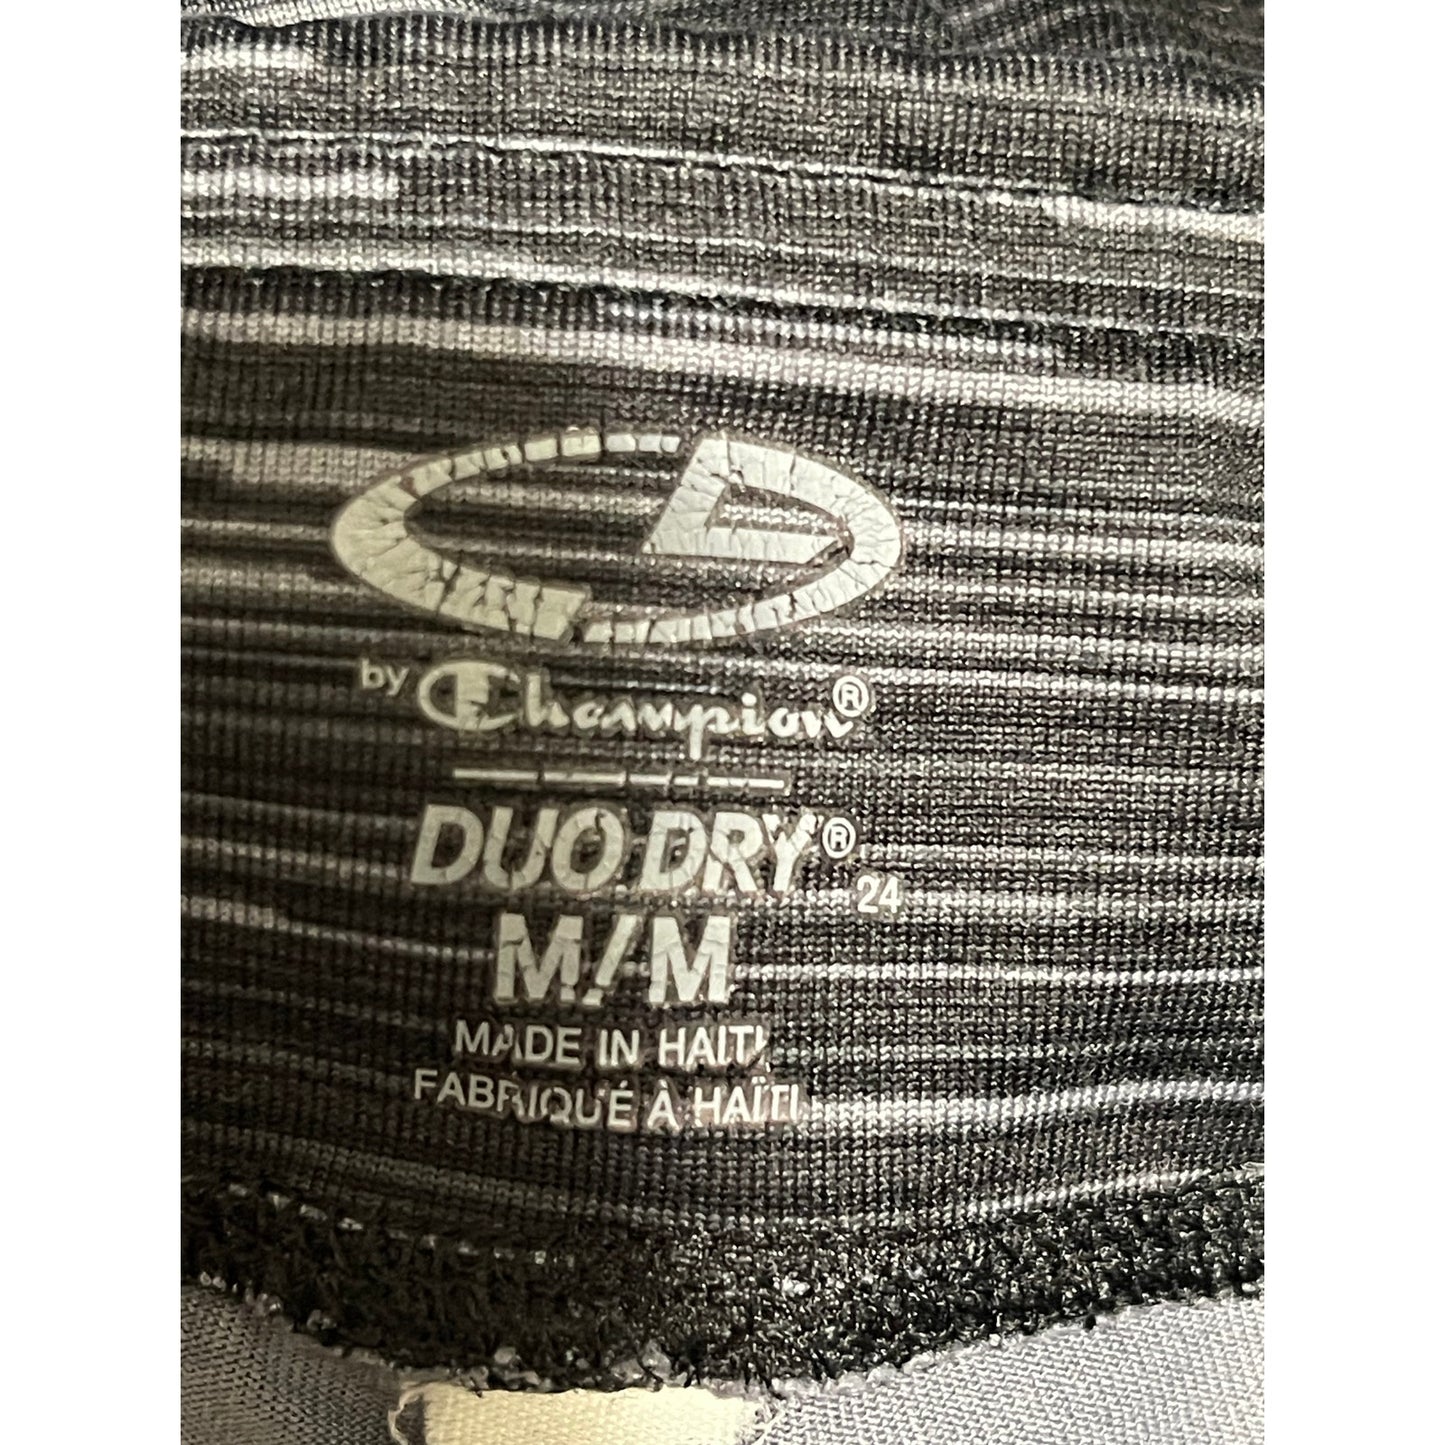 by Champion®
DUO DRY®
24
M/M
MADE IN HAITI
FABRIQUÉ À HAÏTI